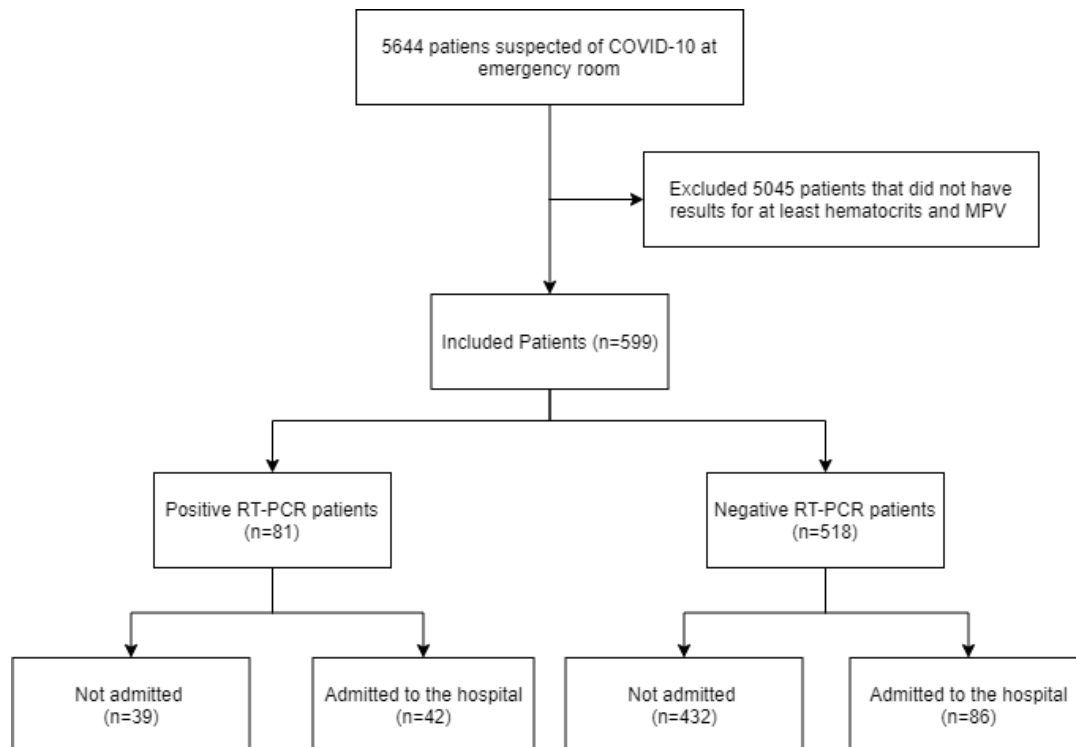 5644 patiens suspected of COVID-10 at
emergency room
Excluded 5045 patients that did not have
results for at least hematocrits and MPV
Included Patients (n=599)
Positive RT-PCR patients
(n=81)
Negative RT-PCR patients
(n=518)
Not admitted
(n=39)
Admitted to the hospital
(n=42)
Not admitted
(n=432)
Admitted to the hospital
(n=86)